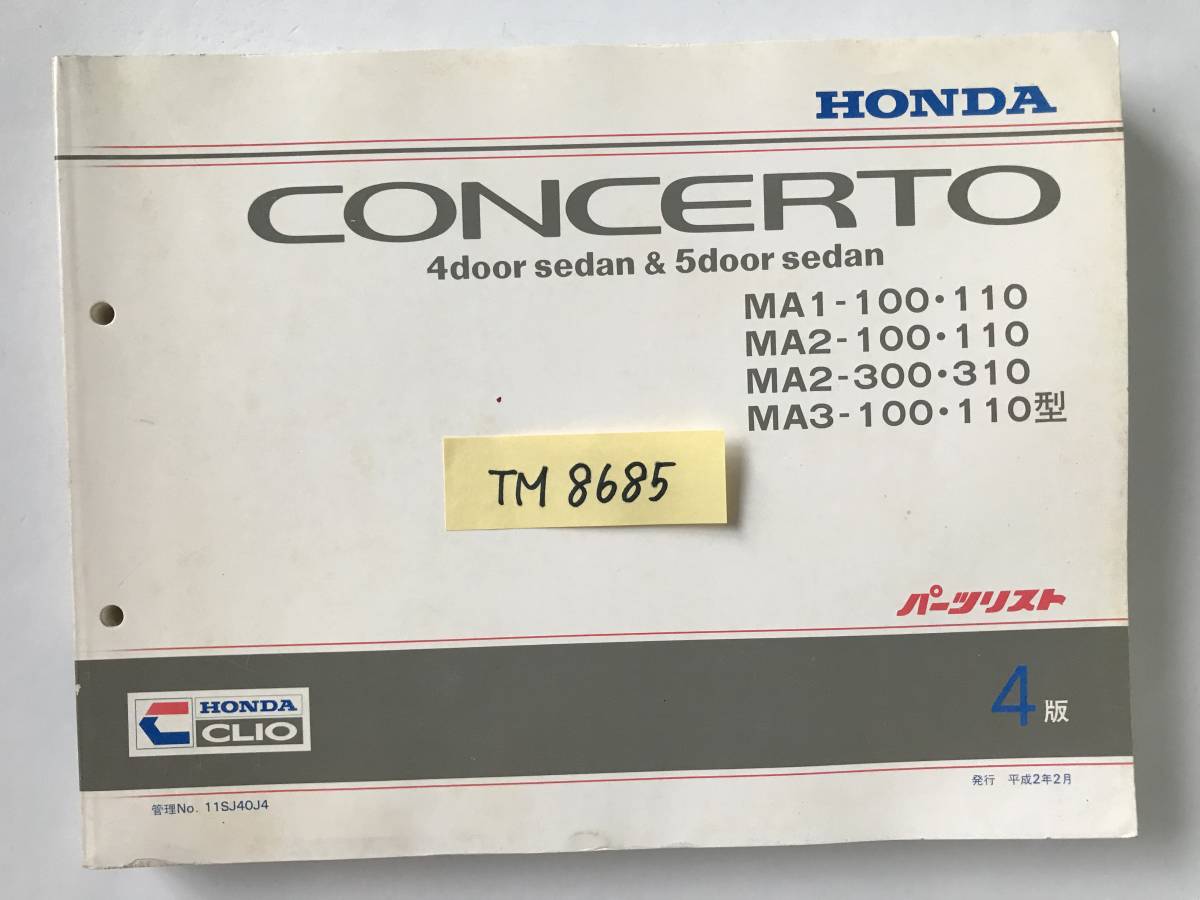 HONDA
CONCERTO
4door sedan & 5door sedan
MA1-100・110
MA2-100・110
MA2-300・310
MA3-100・110型
TM 8685
パーツリスト
HONDA
CLIO
4版
発行 平成2年2月
管理No. 11SJ40J4